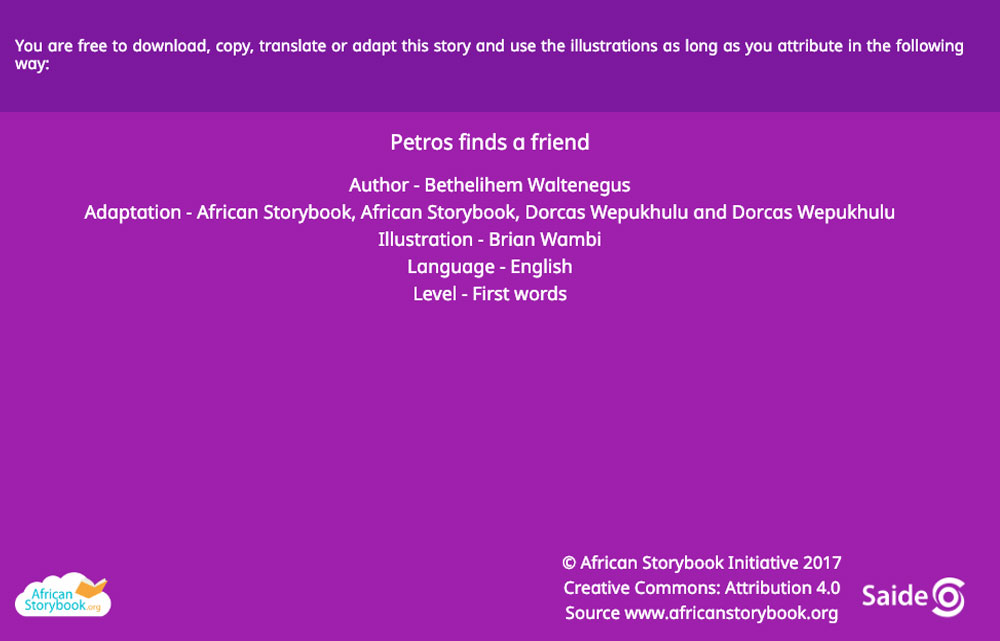 You are free to download, copy, translate or adapt this story and use the illustrations as long as you attribute in the following
way:
Petros finds a friend
Author - Bethelihem Waltenegus
Adaptation - African Storybook, African Storybook, Dorcas Wepukhulu and Dorcas Wepukhulu
Illustration - Brian Wambi
Language - English
Level - First words
© African Storybook Initiative 2017
Creative Commons: Attribution 4.0
Source www.africanstorybook.org
African
Storybook.org
Saide